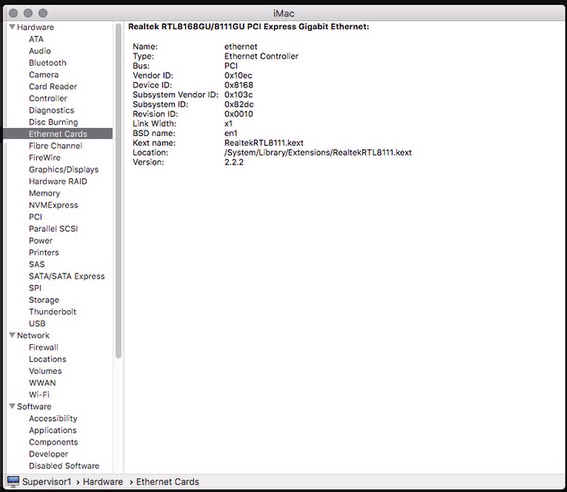 iMac
Hardware
ATA
Audio
Bluetooth
Camera
Card Reader
Controller
Diagnostics
Disc Burning
Ethernet Cards
Fibre Channel
FireWire
Graphics/Displays
Hardware RAID
Memory
NVMExpress
PCI
Parallel SCSI
Power
Printers
SAS
SATA/SATA Express
SPI
Storage
Thunderbolt
USB
Network
Firewall
Locations
Volumes
WWAN
Wi-Fi
Software
Accessibility
Applications
Components
Developer
Disabled Software
Realtek RTL8168GU/8111GU PCI Express Gigabit Ethernet:
Name: ethernet
Type: Ethernet Controller
Bus: PCI
Vendor ID: 0x10ec
Device ID: 0x8168
Subsystem Vendor ID: 0x103c
Subsystem ID: 0x82dc
Revision ID: 0x0010
Link Width: x1
BSD name: en1
Kext name: RealtekRTL8111.kext
Location: /System/Library/Extensions/RealtekRTL8111.kext
Version: 2.2.2
Supervisor1 › Hardware › Ethernet Cards